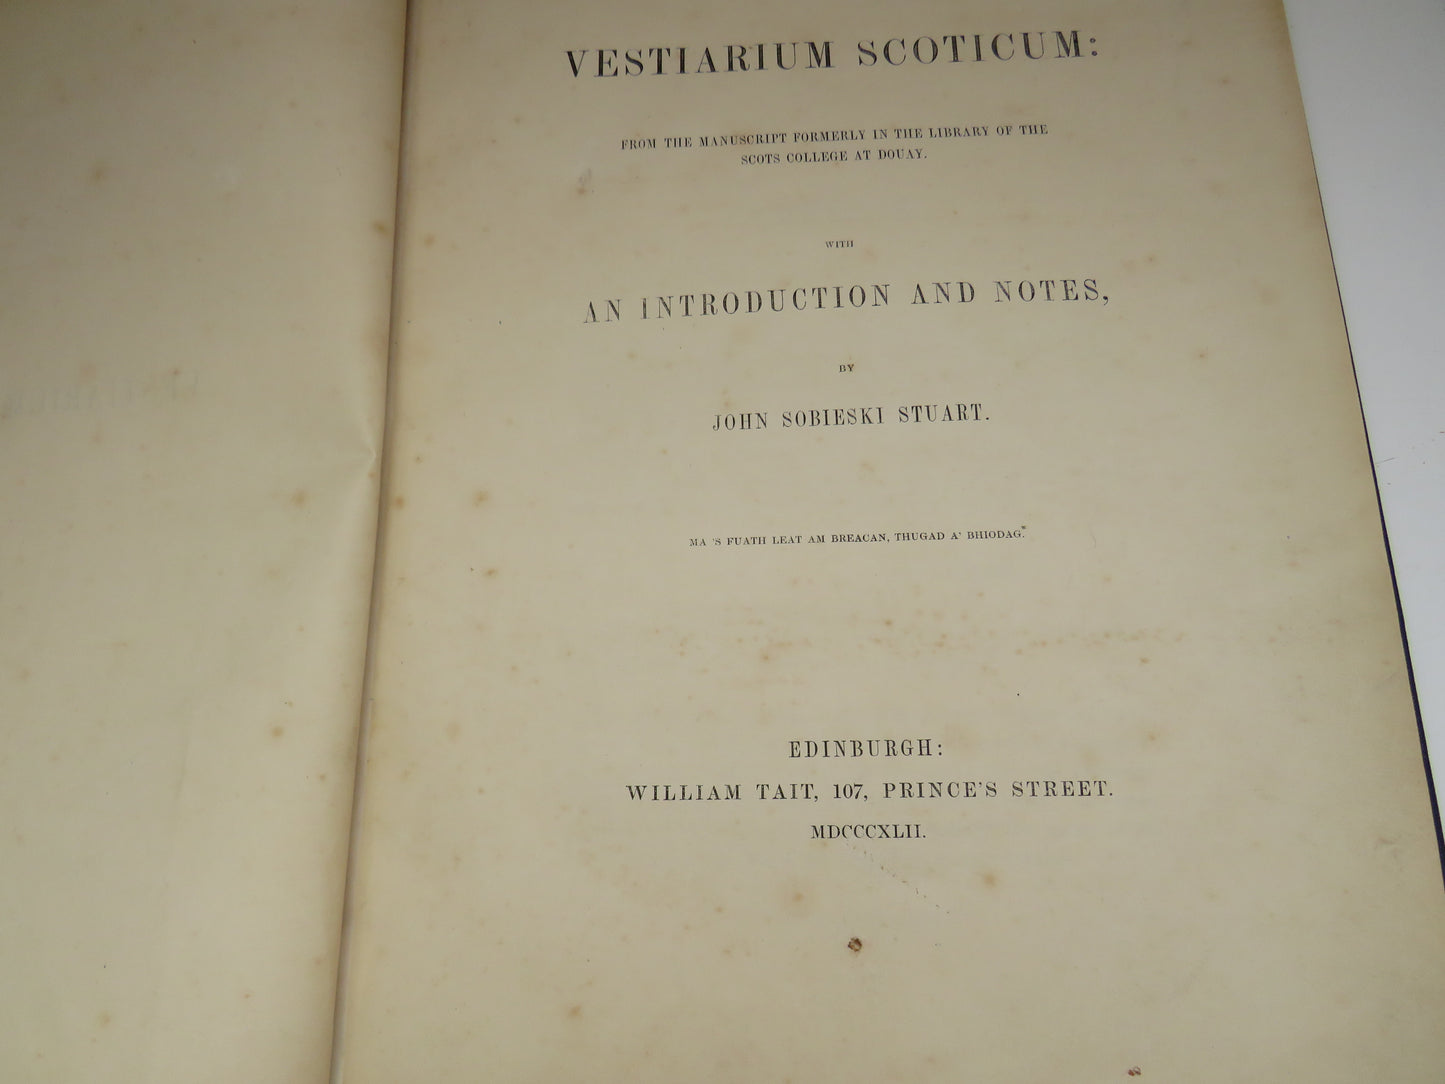 VESTIARIUM SCOTICUM:
FROM THE MANUSCRIPT FORMERLY IN THE LIBRARY OF THE
SCOTS COLLEGE AT DOUAY.
WITH
AN INTRODUCTION AND NOTES,
BY
JOHN SOBIESKI STUART.
MA 'S FUATH LEAT AM BREACAN, THUGAD A' BHIODAG.
EDINBURGH:
WILLIAM TAIT, 107, PRINCE'S STREET.
MDCCCXLII.